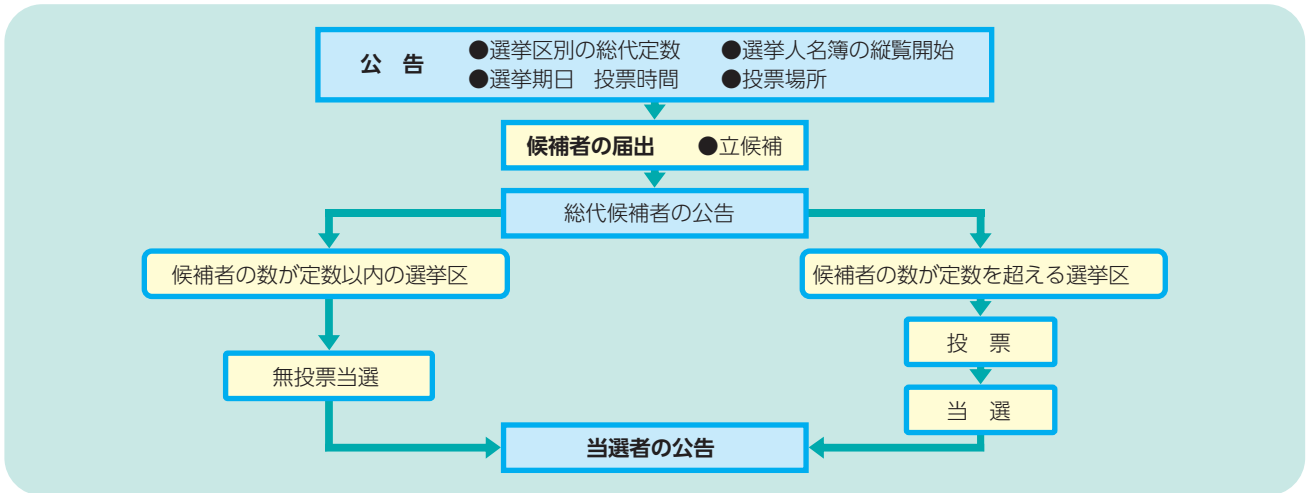 公　告
●選挙区別の総代定数　●選挙人名簿の縦覧開始
●選挙期日　投票時間　●投票場所
候補者の届出　●立候補
総代候補者の公告
候補者の数が定数以内の選挙区
候補者の数が定数を超える選挙区
投　票
無投票当選
当　選
当選者の公告